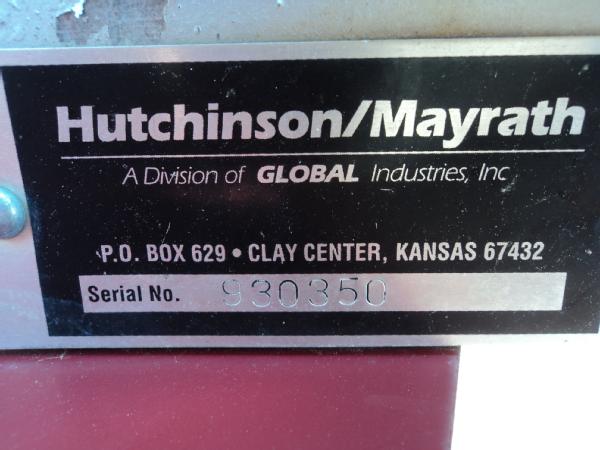 Hutchinson/Mayrath
A Division of GLOBAL Industries, Inc
P.O. BOX 629 • CLAY CENTER, KANSAS 67432
Serial No. 930350